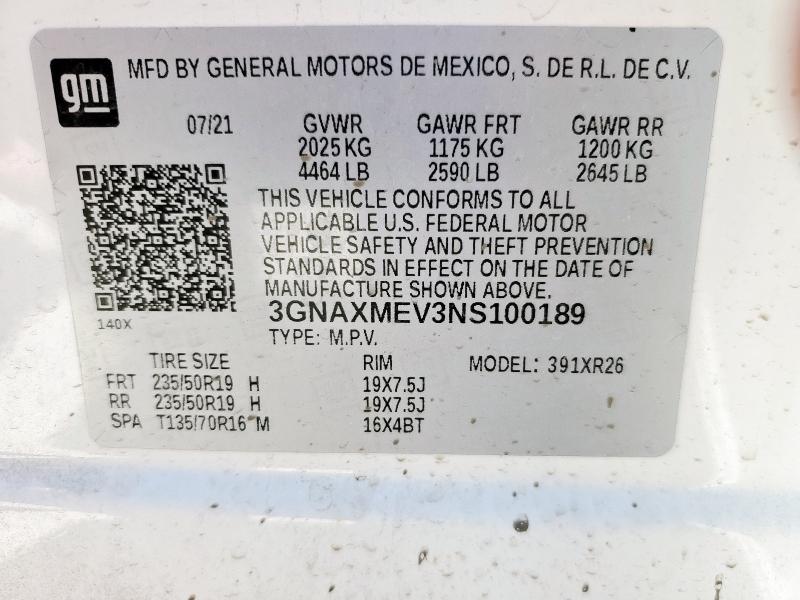 gm
MFD BY GENERAL MOTORS DE MEXICO, S. DE R.L. DE C.V.
07/21 GVWR GAWR FRT GAWR RR
2025 KG 1175 KG 1200 KG
4464 LB 2590 LB 2645 LB
THIS VEHICLE CONFORMS TO ALL
APPLICABLE U.S. FEDERAL MOTOR
VEHICLE SAFETY AND THEFT PREVENTION
STANDARDS IN EFFECT ON THE DATE OF
MANUFACTURE SHOWN ABOVE.
3GNAXMEV3NS100189
140X
TYPE: M.P.V.
TIRE SIZE RIM MODEL: 391XR26
FRT 235/50R19 H 19X7.5J
RR 235/50R19 H 19X7.5J
SPA T135/70R16 M 16X4BT